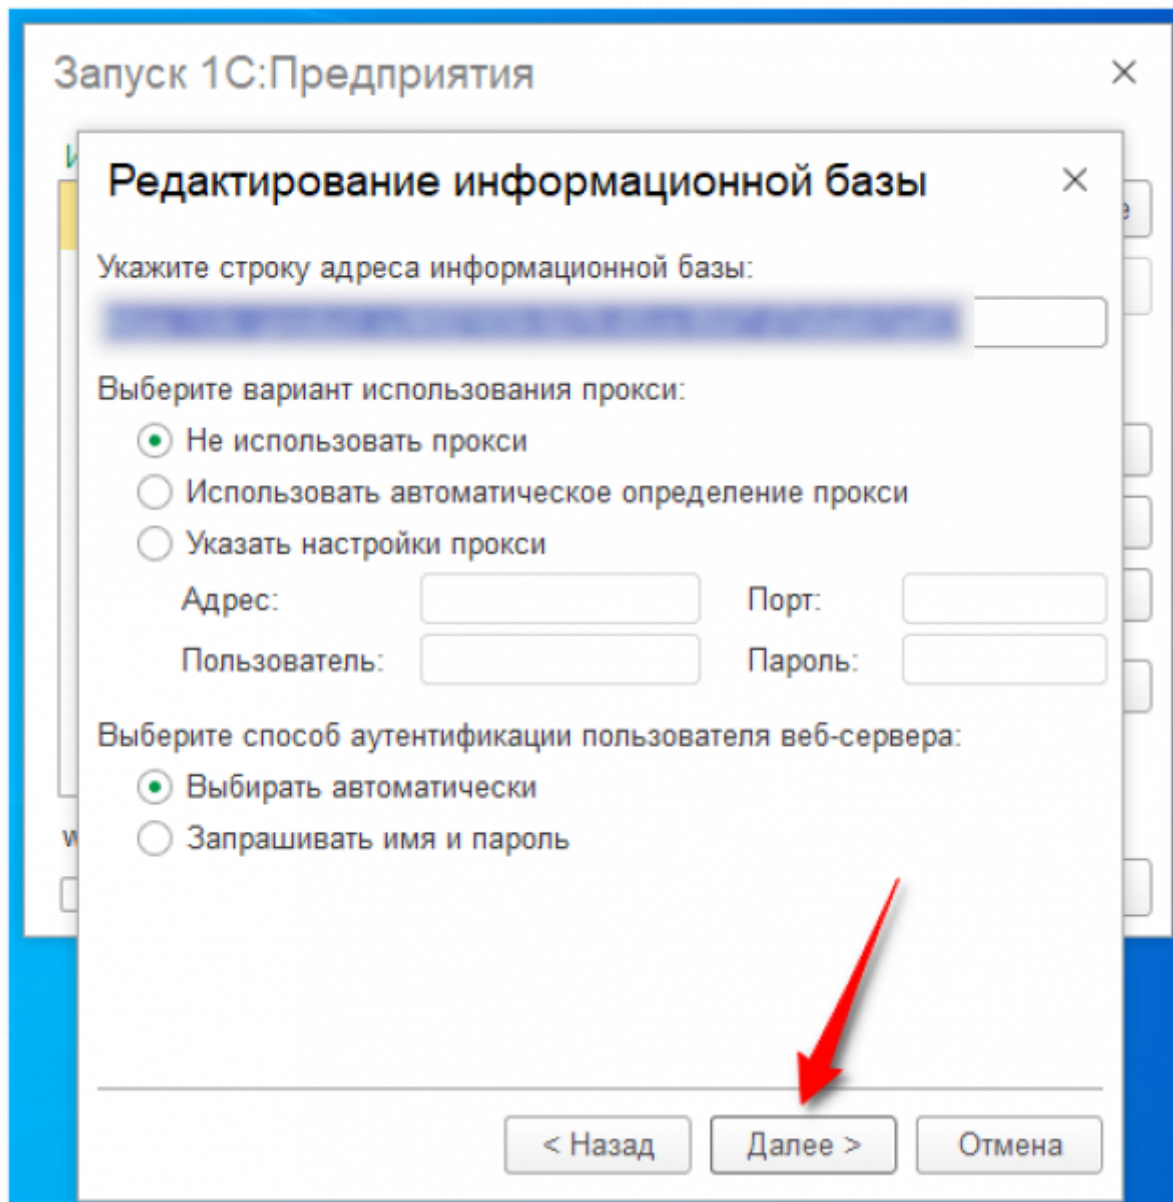 Запуск 1С:Предприятия
Редактирование информационной базы
Укажите строку адреса информационной базы:
Выберите вариант использования прокси:
Не использовать прокси
Использовать автоматическое определение прокси
Указать настройки прокси
Адрес: Порт:
Пользователь: Пароль:
Выберите способ аутентификации пользователя веб-сервера:
Выбирать автоматически
Запрашивать имя и пароль
< Назад Далее > Отмена